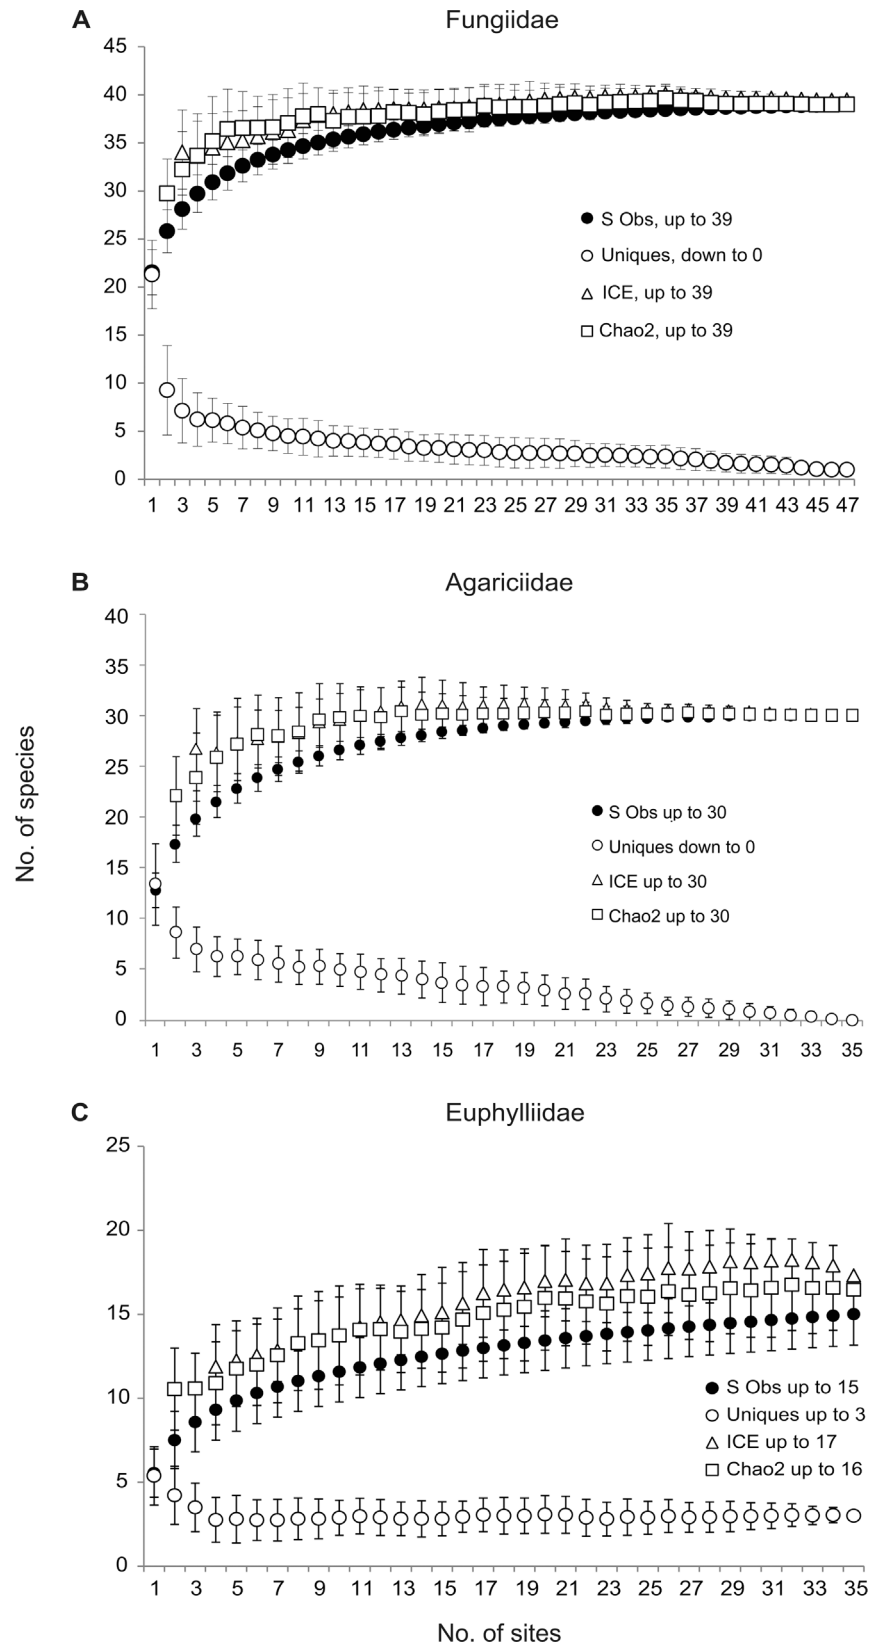 A Fungiidae
45
40
35
30
25
20
15
10
5
0
S Obs, up to 39
Uniques, down to 0
ICE, up to 39
Chao2, up to 39
1 3 5 7 9 11 13 15 17 19 21 23 25 27 29 31 33 35 37 39 41 43 45 47
B Agariciidae
No. of species
40
35
30
25
20
15
10
5
0
S Obs up to 30
Uniques down to 0
ICE up to 30
Chao2 up to 30
1 3 5 7 9 11 13 15 17 19 21 23 25 27 29 31 33 35
C Euphylliidae
25
20
15
10
5
0
S Obs up to 15
Uniques up to 3
ICE up to 17
Chao2 up to 16
1 3 5 7 9 11 13 15 17 19 21 23 25 27 29 31 33 35
No. of sites